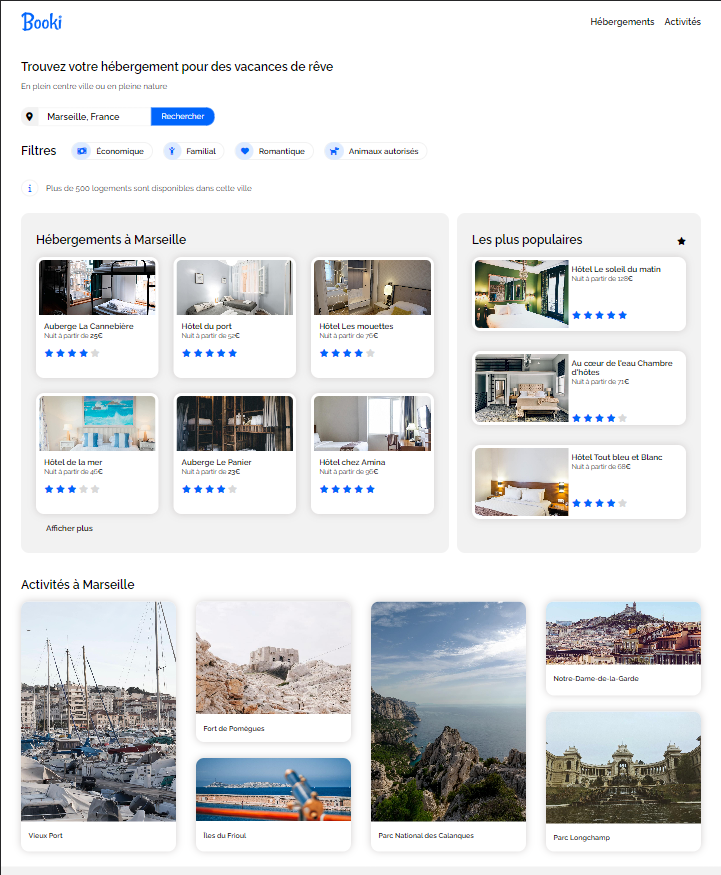 Booki
Hébergements Activités
Trouvez votre hébergement pour des vacances de rêve
En plein centre ville ou en pleine nature
Marseille, France
Rechercher
Filtres
Économique
Familial
Romantique
Animaux autorisés
Plus de 500 logements sont disponibles dans cette ville
Hébergements à Marseille
Auberge La Cannebière
Nuit à partir de 25€
Hôtel du port
Nuit à partir de 52€
Hôtel Les mouettes
Nuit à partir de 76€
Hôtel de la mer
Nuit à partir de 46€
Auberge Le Panier
Nuit à partir de 23€
Hôtel chez Amina
Nuit à partir de 96€
Afficher plus
Les plus populaires
Hôtel Le soleil du matin
Nuit à partir de 128€
Au cœur de l'eau Chambre
d'hôtes
Nuit à partir de 71€
Hôtel Tout bleu et Blanc
Nuit à partir de 68€
Activités à Marseille
Vieux Port
Fort de Pomègues
Îles du Frioul
Parc National des Calanques
Notre-Dame-de-la-Garde
Parc Longchamp